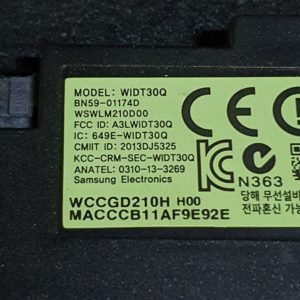 MODEL: WIDT30Q
BN59-01174D
WSWLM210D00
FCC ID: A3LWIDT30Q
IC: 649E-WIDT30Q
CMIIT ID: 2013DJ5325
KCC-CRM-SEC-WIDT30Q
ANATEL: 0310-13-3269
Samsung Electronics
WCCGD210H H00
MACCCB11AF9E92E
CE
N363
당해 무선설비
전파혼신 가능